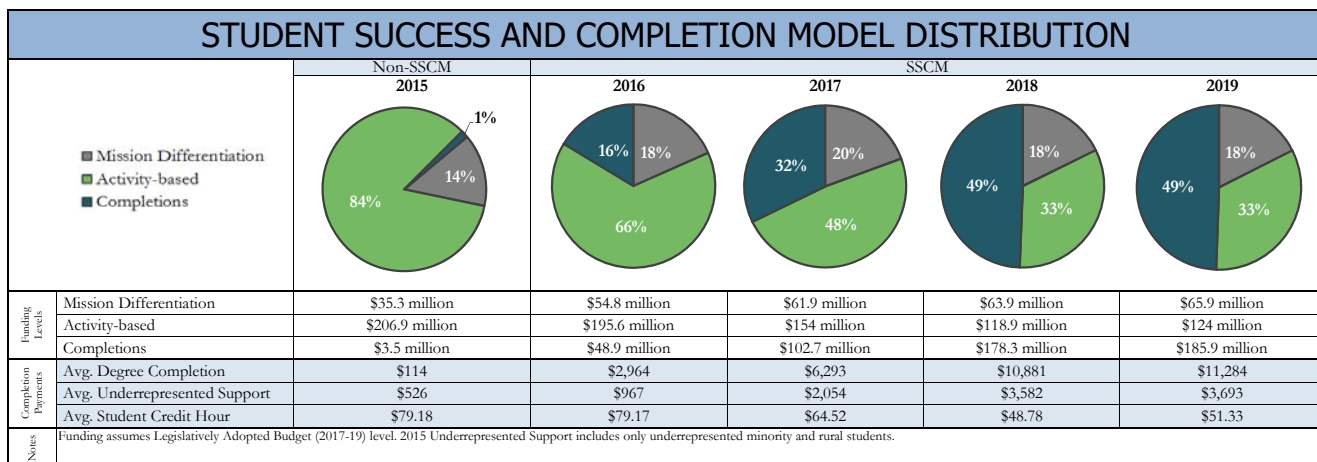 STUDENT SUCCESS AND COMPLETION MODEL DISTRIBUTION
Non-SSCM SSCM
2015 2016 2017 2018 2019
Mission Differentiation
Activity-based
Completions
1%
14%
84%
16% 18%
66%
32% 20%
48%
49% 18%
33%
49% 18%
33%
Funding Levels
Mission Differentiation $35.3 million $54.8 million $61.9 million $63.9 million $65.9 million
Activity-based $206.9 million $195.6 million $154 million $118.9 million $124 million
Completions $3.5 million $48.9 million $102.7 million $178.3 million $185.9 million
Completion Payments
Avg. Degree Completion $114 $2,964 $6,293 $10,881 $11,284
Avg. Underrepresented Support $526 $967 $2,054 $3,582 $3,693
Avg. Student Credit Hour $79.18 $79.17 $64.52 $48.78 $51.33
Notes
Funding assumes Legislatively Adopted Budget (2017-19) level. 2015 Underrepresented Support includes only underrepresented minority and rural students.